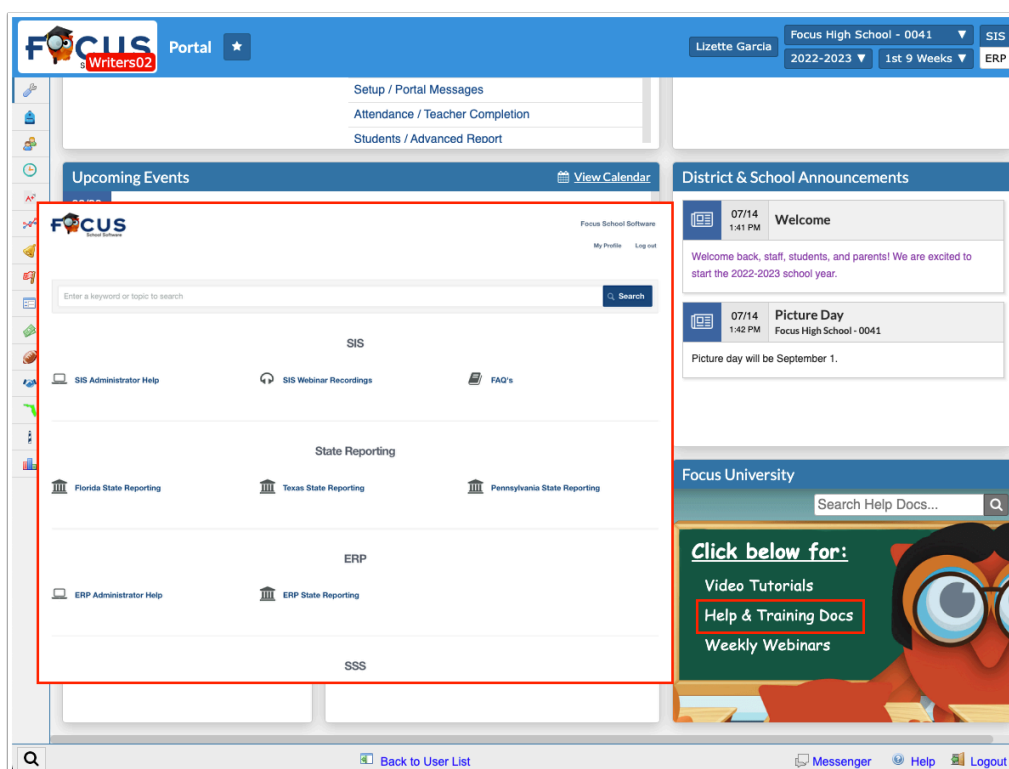 FOCUS
Writers02
Portal
Lizette Garcia
Focus High School - 0041 ▼
SIS
2022-2023 ▼
1st 9 Weeks ▼
ERP
Setup / Portal Messages
Attendance / Teacher Completion
Students / Advanced Report
Upcoming Events
View Calendar
District & School Announcements
07/14
1:41 PM
Welcome
Welcome back, staff, students, and parents! We are excited to
start the 2022-2023 school year.
07/14
1:42 PM
Picture Day
Focus High School - 0041
Picture day will be September 1.
FOCUS
School Software
Focus School Software
My Profile Log out
Enter a keyword or topic to search
Search
SIS
SIS Administrator Help
SIS Webinar Recordings
FAQ's
State Reporting
Florida State Reporting
Texas State Reporting
Pennsylvania State Reporting
ERP
ERP Administrator Help
ERP State Reporting
SSS
Focus University
Search Help Docs...
Click below for:
Video Tutorials
Help & Training Docs
Weekly Webinars
Back to User List
Messenger
Help
Logout